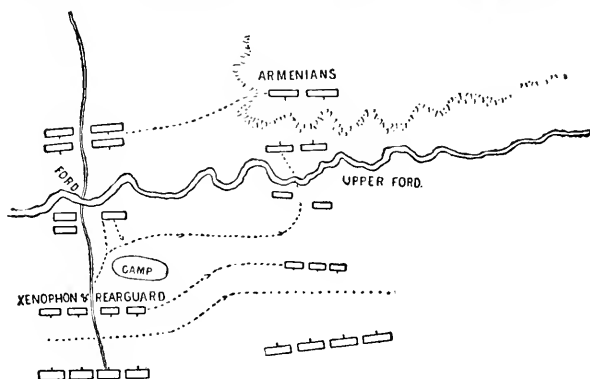 ARMENIANS
FORD
UPPER FORD.
CAMP
XENOPHON & REARGUARD